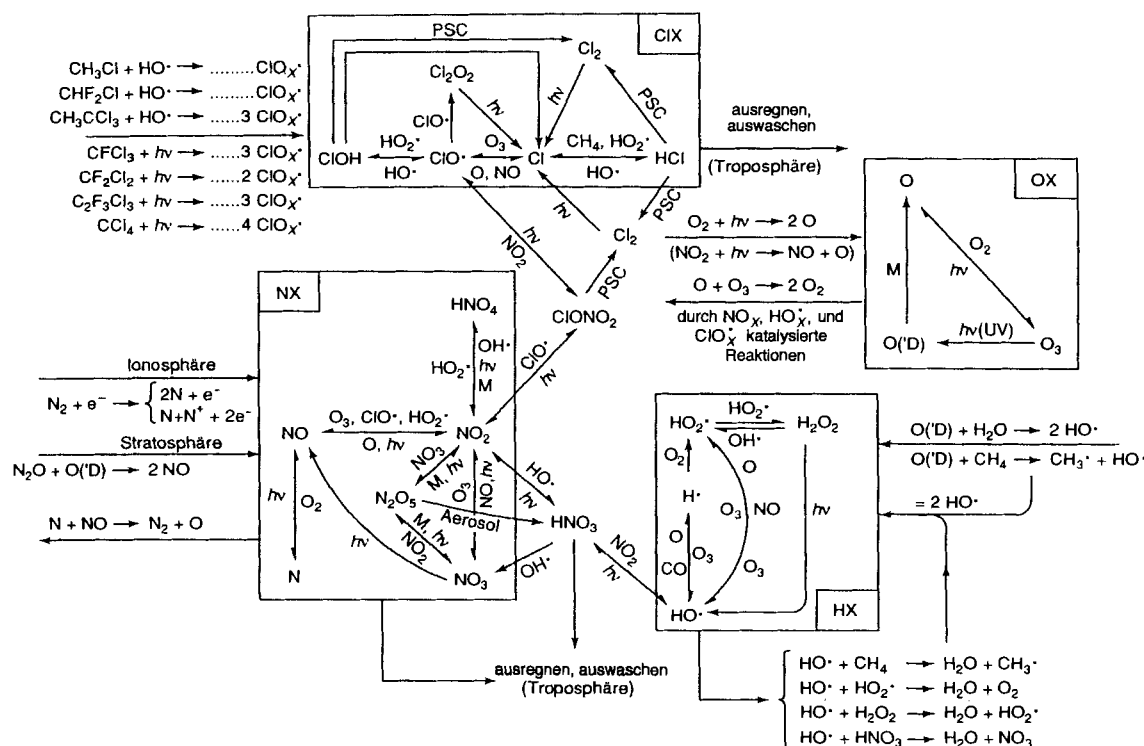 CH₃Cl + HO• → ........ClOₓ•
CHF₂Cl + HO• → ........ClOₓ•
CH₃CCl₃ + HO• → .....3 ClOₓ•
CFCl₃ + hν → .....3 ClOₓ•
CF₂Cl₂ + hν → .....2 ClOₓ•
C₂F₃Cl₃ + hν → .....3 ClOₓ•
CCl₄ + hν → .....4 ClOₓ•
ClX
PSC
Cl₂
Cl₂O₂
hν
hν
PSC
ClO•
ClOH
HO₂•
HO•
ClO•
O₃
O, NO
Cl
CH₄, HO₂•
HO•
HCl
ausregnen,
auswaschen
(Troposphäre)
hν
NO₂
hν
Cl₂
PSC
PSC
ClONO₂
ClO•
hν
O₂ + hν → 2 O
(NO₂ + hν → NO + O)
O + O₃ → 2 O₂
durch NOₓ, HOₓ•, und
ClOₓ• katalysierte
Reaktionen
OX
O
O₂
hν
M
O('D)
hν(UV)
O₃
Ionosphäre
N₂ + e⁻ → { 2N + e⁻
N+N⁺ + 2e⁻
Stratosphäre
N₂O + O('D) → 2 NO
N + NO → N₂ + O
NX
HNO₄
HO₂•
OH•
hν
M
NO
O₃, ClO•, HO₂•
O, hν
NO₂
NO₃
M, hν
O₃
NO, hν
HO•
hν
hν
O₂
N₂O₅
Aerosol
HNO₃
M, hν
NO₂
hν
NO₃
OH•
N
NO₂
hν
ausregnen, auswaschen
(Troposphäre)
HO₂•
HO₂•
OH•
H₂O₂
O₂
H•
O
CO
O₃
O
O₃
NO
O₃
hν
HO•
HX
O('D) + H₂O → 2 HO•
O('D) + CH₄ → CH₃• + HO•
= 2 HO•
HO• + CH₄ → H₂O + CH₃•
HO• + HO₂• → H₂O + O₂
HO• + H₂O₂ → H₂O + HO₂•
HO• + HNO₃ → H₂O + NO₃